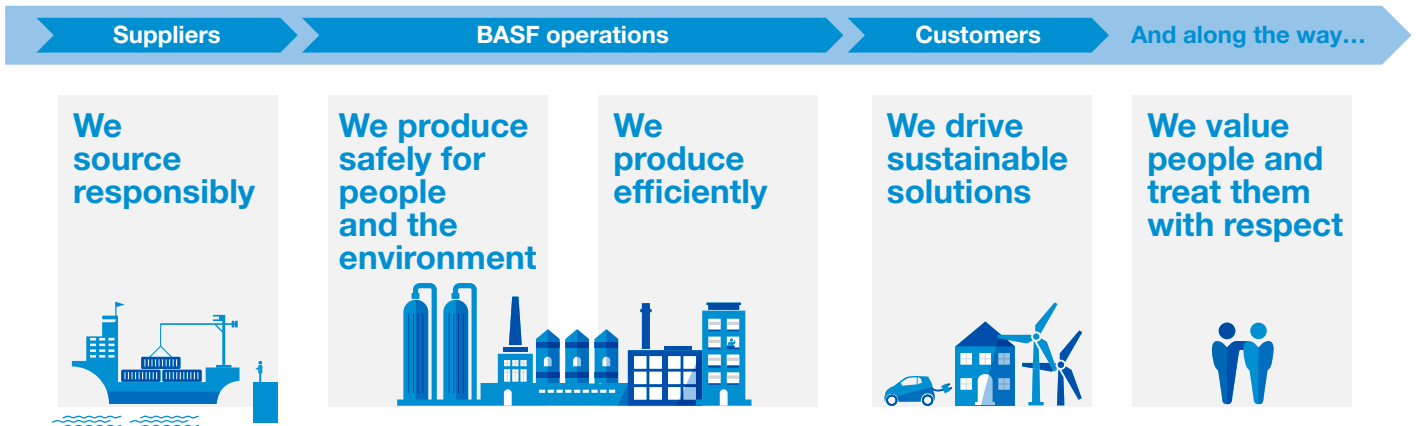 Suppliers
BASF operations
Customers
And along the way…
We
source
responsibly
We produce
safely for
people
and the
environment
We
produce
efficiently
We drive
sustainable
solutions
We value
people and
treat them
with respect